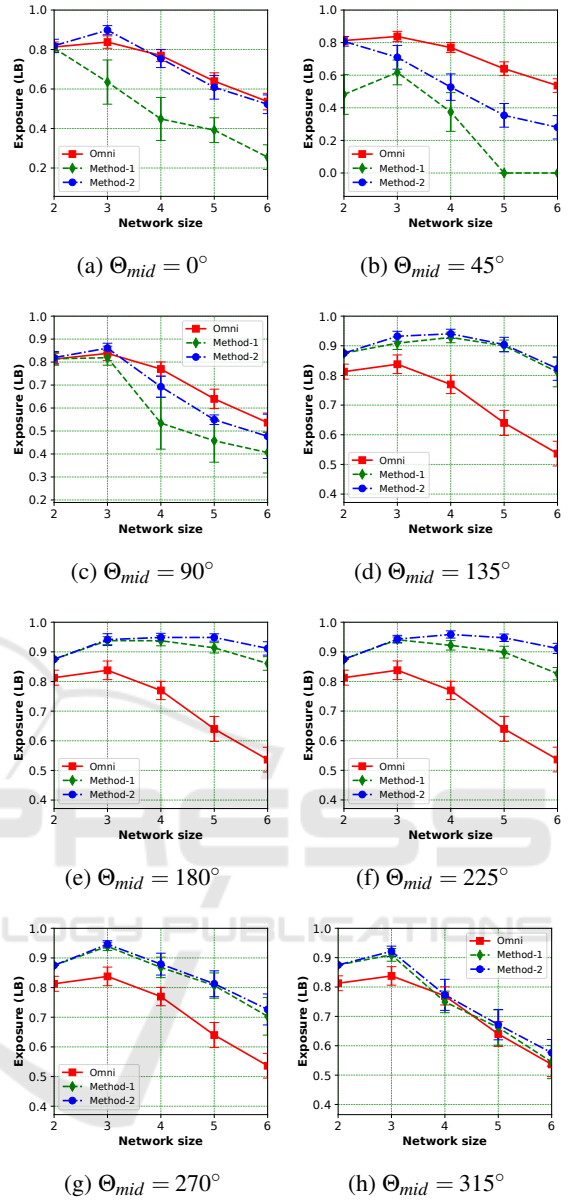 1.0
0.8
0.6
0.4
0.2
Exposure (LB)
Omni
Method-1
Method-2
2 3 4 5 6
Network size
(a) Θmid = 0°
1.0
0.8
0.6
0.4
0.2
0.0
Exposure (LB)
Omni
Method-1
Method-2
2 3 4 5 6
Network size
(b) Θmid = 45°
1.0
0.9
0.8
0.7
0.6
0.5
0.4
0.3
0.2
Exposure (LB)
Omni
Method-1
Method-2
2 3 4 5 6
Network size
(c) Θmid = 90°
1.0
0.9
0.8
0.7
0.6
0.5
0.4
Exposure (LB)
Omni
Method-1
Method-2
2 3 4 5 6
Network size
(d) Θmid = 135°
1.0
0.9
0.8
0.7
0.6
0.5
0.4
Exposure (LB)
Omni
Method-1
Method-2
2 3 4 5 6
Network size
(e) Θmid = 180°
1.0
0.9
0.8
0.7
0.6
0.5
0.4
Exposure (LB)
Omni
Method-1
Method-2
2 3 4 5 6
Network size
(f) Θmid = 225°
PRESS
LOGY PUBLICATIONS
1.0
0.9
0.8
0.7
0.6
0.5
0.4
Exposure (LB)
Omni
Method-1
Method-2
2 3 4 5 6
Network size
(g) Θmid = 270°
1.0
0.9
0.8
0.7
0.6
0.5
0.4
Exposure (LB)
Omni
Method-1
Method-2
2 3 4 5 6
Network size
(h) Θmid = 315°